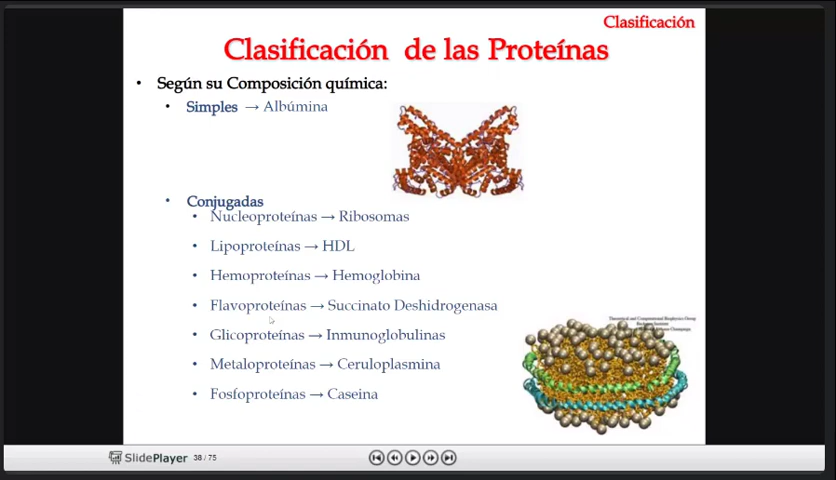 Clasificación
Clasificación de las Proteínas
• Según su Composición química:
• Simples → Albúmina
• Conjugadas
• Nucleoproteínas → Ribosomas
• Lipoproteínas → HDL
• Hemoproteínas → Hemoglobina
• Flavoproteínas → Succinato Deshidrogenasa
Theoretical and Computational Biophysics Group
• Glicoproteínas → Inmunoglobulinas
• Metaloproteínas → Ceruloplasmina
• Fosfoproteínas → Caseina
SlidePlayer 38 / 75